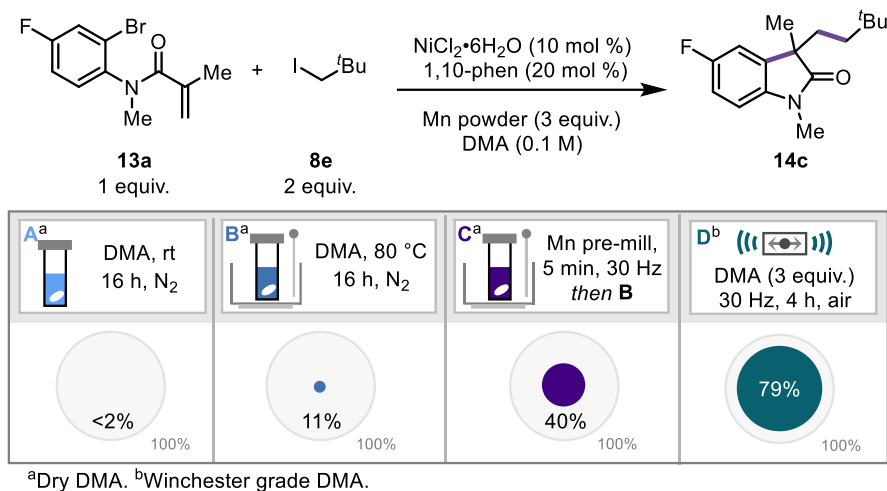 F
Br
O
N
Me
Me
13a
1 equiv.
+
I
ᵗBu
8e
2 equiv.
NiCl₂•6H₂O (10 mol %)
1,10-phen (20 mol %)
Mn powder (3 equiv.)
DMA (0.1 M)
Me
ᵗBu
F
O
N
Me
14c
Aᵃ
DMA, rt
16 h, N₂
Bᵃ
DMA, 80 °C
16 h, N₂
Cᵃ
Mn pre-mill,
5 min, 30 Hz
then B
Dᵇ
DMA (3 equiv.)
30 Hz, 4 h, air
<2%
100%
11%
100%
40%
100%
79%
100%
ᵃDry DMA. ᵇWinchester grade DMA.